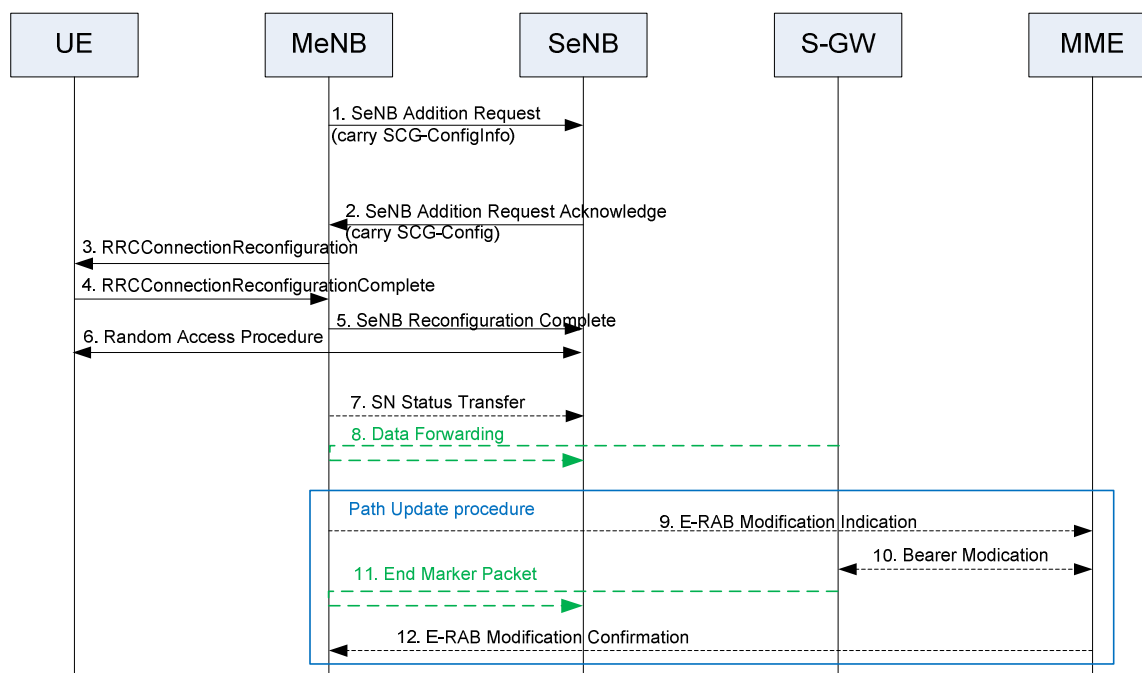 UE
MeNB
SeNB
S-GW
MME
1. SeNB Addition Request
(carry SCG-ConfigInfo)
2. SeNB Addition Request Acknowledge
(carry SCG-Config)
3. RRCConnectionReconfiguration
4. RRCConnectionReconfigurationComplete
5. SeNB Reconfiguration Complete
6. Random Access Procedure
7. SN Status Transfer
8. Data Forwarding
Path Update procedure
9. E-RAB Modification Indication
10. Bearer Modication
11. End Marker Packet
12. E-RAB Modification Confirmation